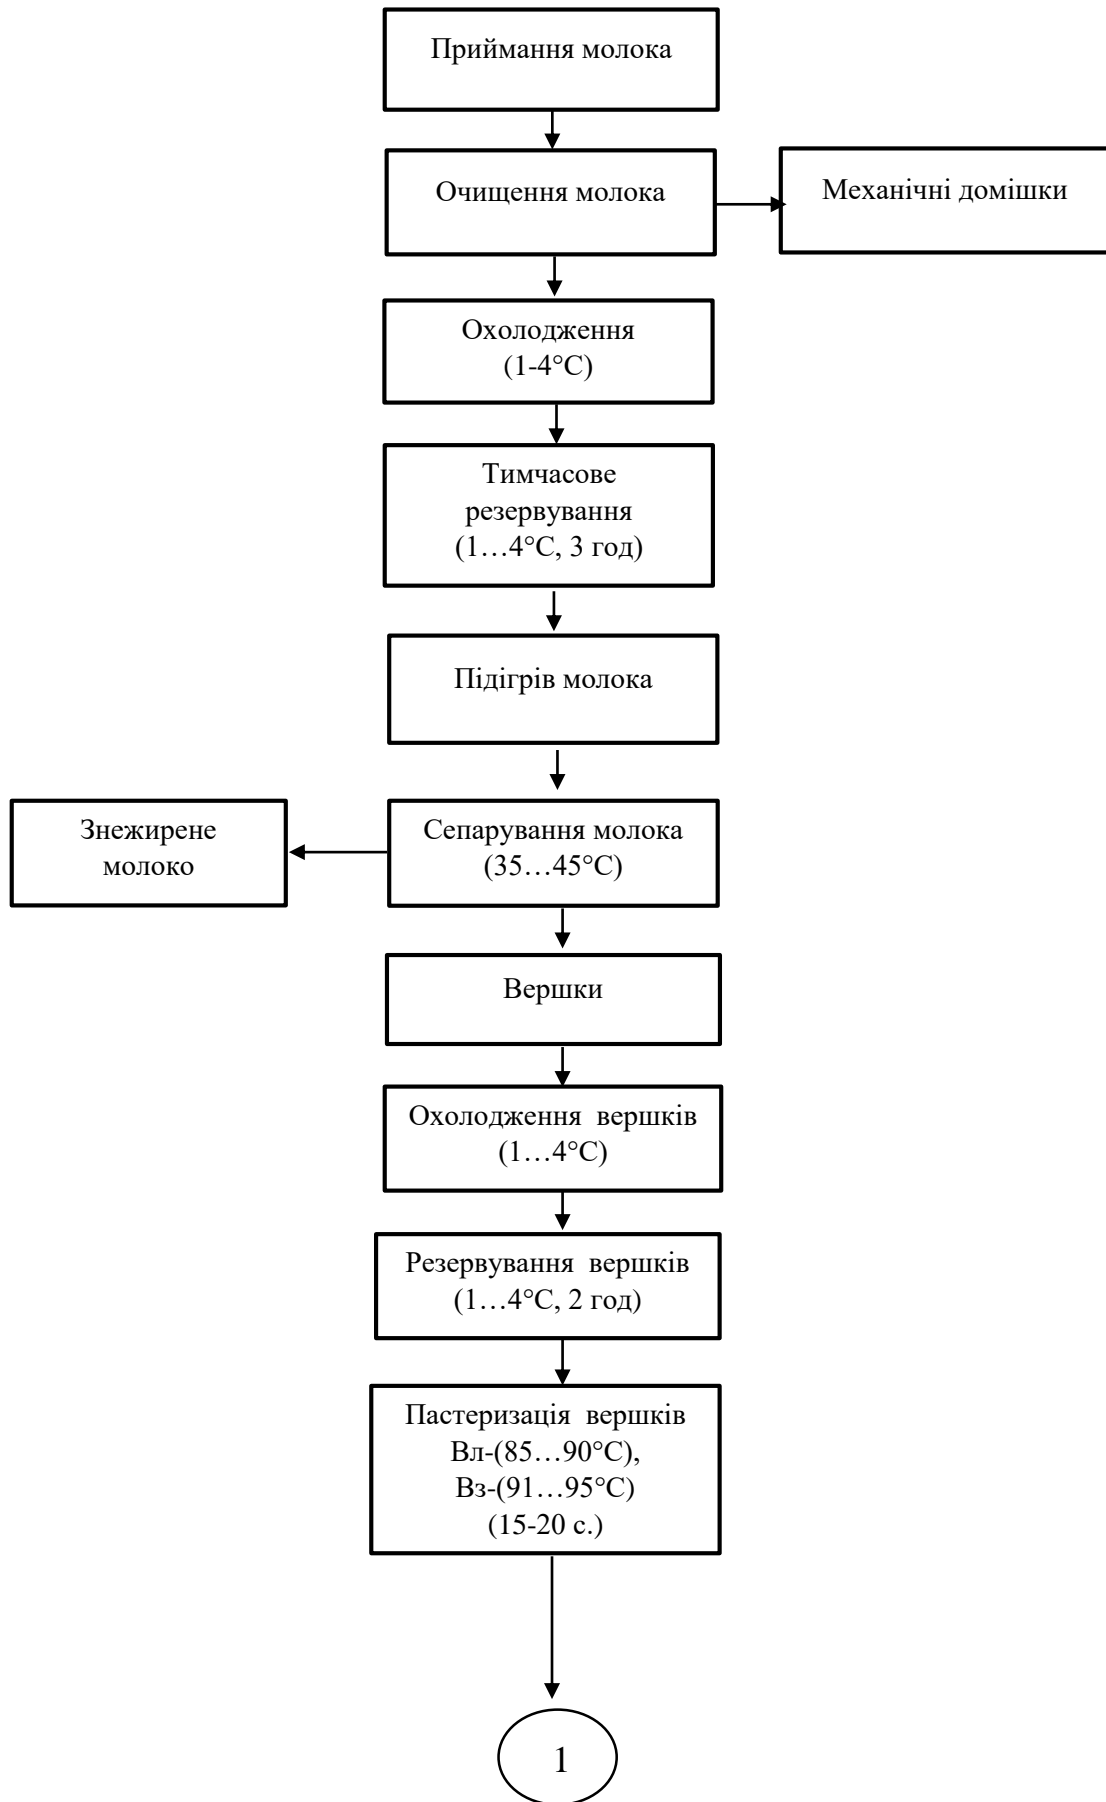 Приймання молока
Очищення молока
Механічні домішки
Охолодження
(1-4°С)
Тимчасове
резервування
(1…4°С, 3 год)
Підігрів молока
Знежирене
молоко
Сепарування молока
(35…45°С)
Вершки
Охолодження вершків
(1…4°С)
Резервування вершків
(1…4°С, 2 год)
Пастеризація вершків
Вл-(85…90°С),
Вз-(91…95°С)
(15-20 с.)
1